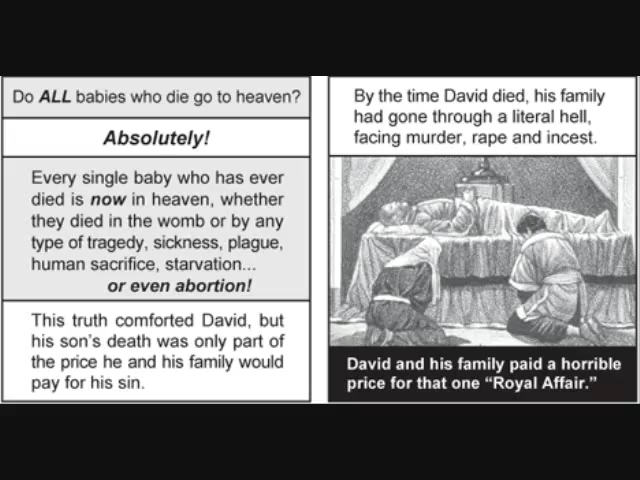 Do ALL babies who die go to heaven?
Absolutely!
Every single baby who has ever
died is now in heaven, whether
they died in the womb or by any
type of tragedy, sickness, plague,
human sacrifice, starvation...
or even abortion!
This truth comforted David, but
his son's death was only part of
the price he and his family would
pay for his sin.
By the time David died, his family
had gone through a literal hell,
facing murder, rape and incest.
David and his family paid a horrible
price for that one “Royal Affair.”